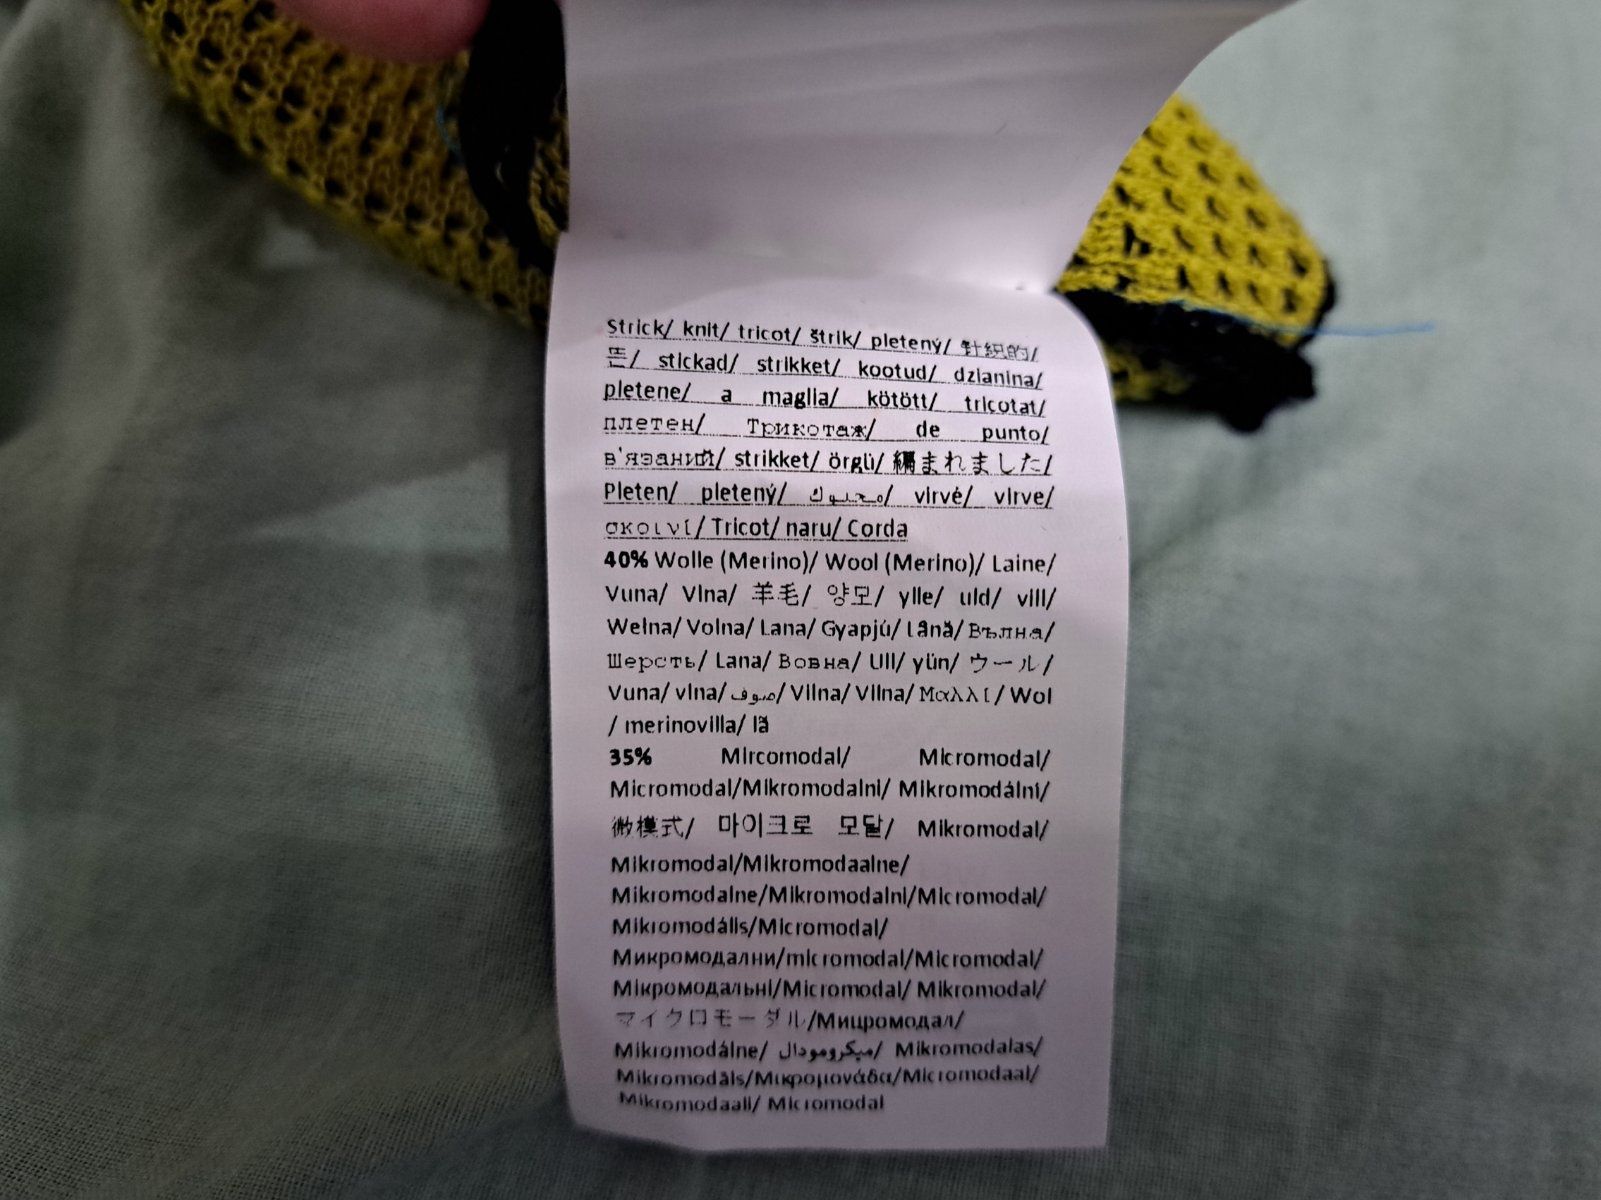 Strick/ knit/ tricot/ štrik/ pletený/ 针织的/
뜬/ stickad/ strikket/ kootud/ dzianina/
pletene/ a maglia/ kötött/ tricotat/
плетен/ Трикотаж/ de punto/
в'язаний/ strikket/ örgü/ 編まれました/
Pleten/ pletený/ محبوك/ virvė/ virve/
σκοινί/ Tricot/ naru/ Corda
40% Wolle (Merino)/ Wool (Merino)/ Laine/
Vuna/ Vlna/ 羊毛/ 양모/ ylle/ uld/ vill/
Wełna/ Volna/ Lana/ Gyapjú/ Lână/ Вълна/
Шерсть/ Lana/ Вовна/ Ull/ yün/ ウール/
Vuna/ vlna/ صوف/ Vilna/ Vilna/ Μαλλί/ Wol
/ merinovilla/ lã
35% Mircomodal/ Micromodal/
Micromodal/Mikromodalni/ Mikromodální/
微模式/ 마이크로 모달/ Mikromodal/
Mikromodal/Mikromodaalne/
Mikromodalne/Mikromodalni/Micromodal/
Mikromodális/Micromodal/
Микромодални/micromodal/Micromodal/
Мікромодальні/Micromodal/ Mikromodal/
マイクロモーダル/Мицромодал/
Mikromodálne/ ميكرومودال/ Mikromodalas/
Mikromodāls/Μικρομονάδα/Micromodaal/
Mikromodaali/ Micromodal